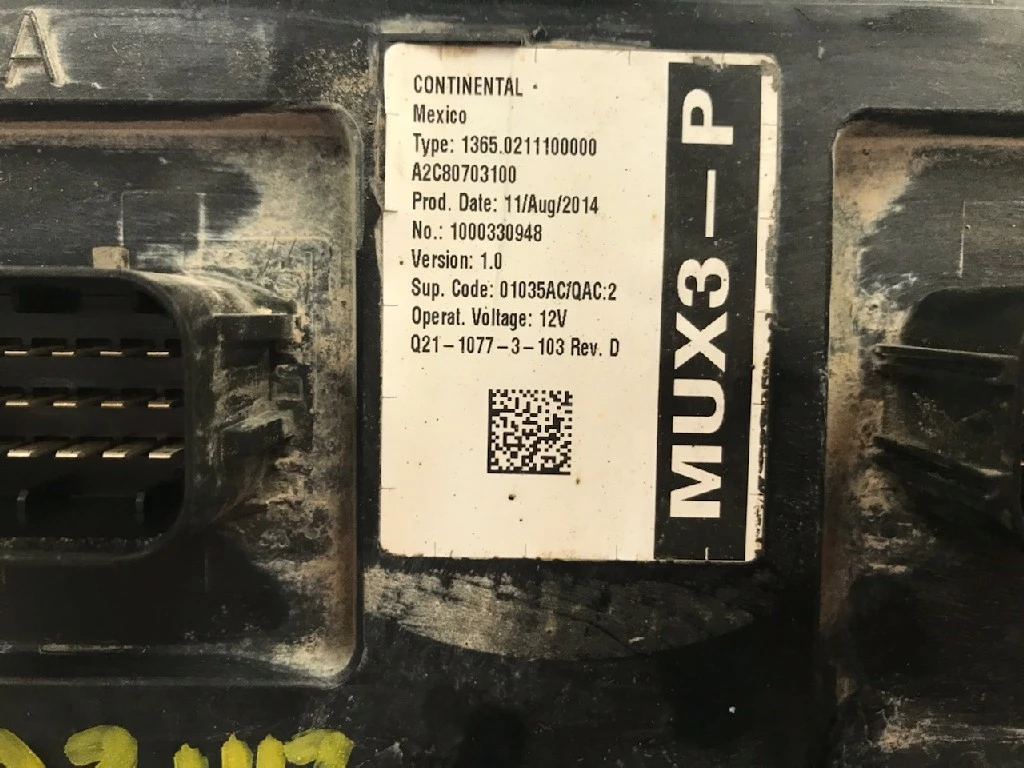 A
CONTINENTAL
Mexico
Type: 1365.0211100000
A2C80703100
Prod. Date: 11/Aug/2014
No.: 1000330948
Version: 1.0
Sup. Code: 01035AC/QAC:2
Operat. Voltage: 12V
Q21-1077-3-103 Rev. D
MUX3-P